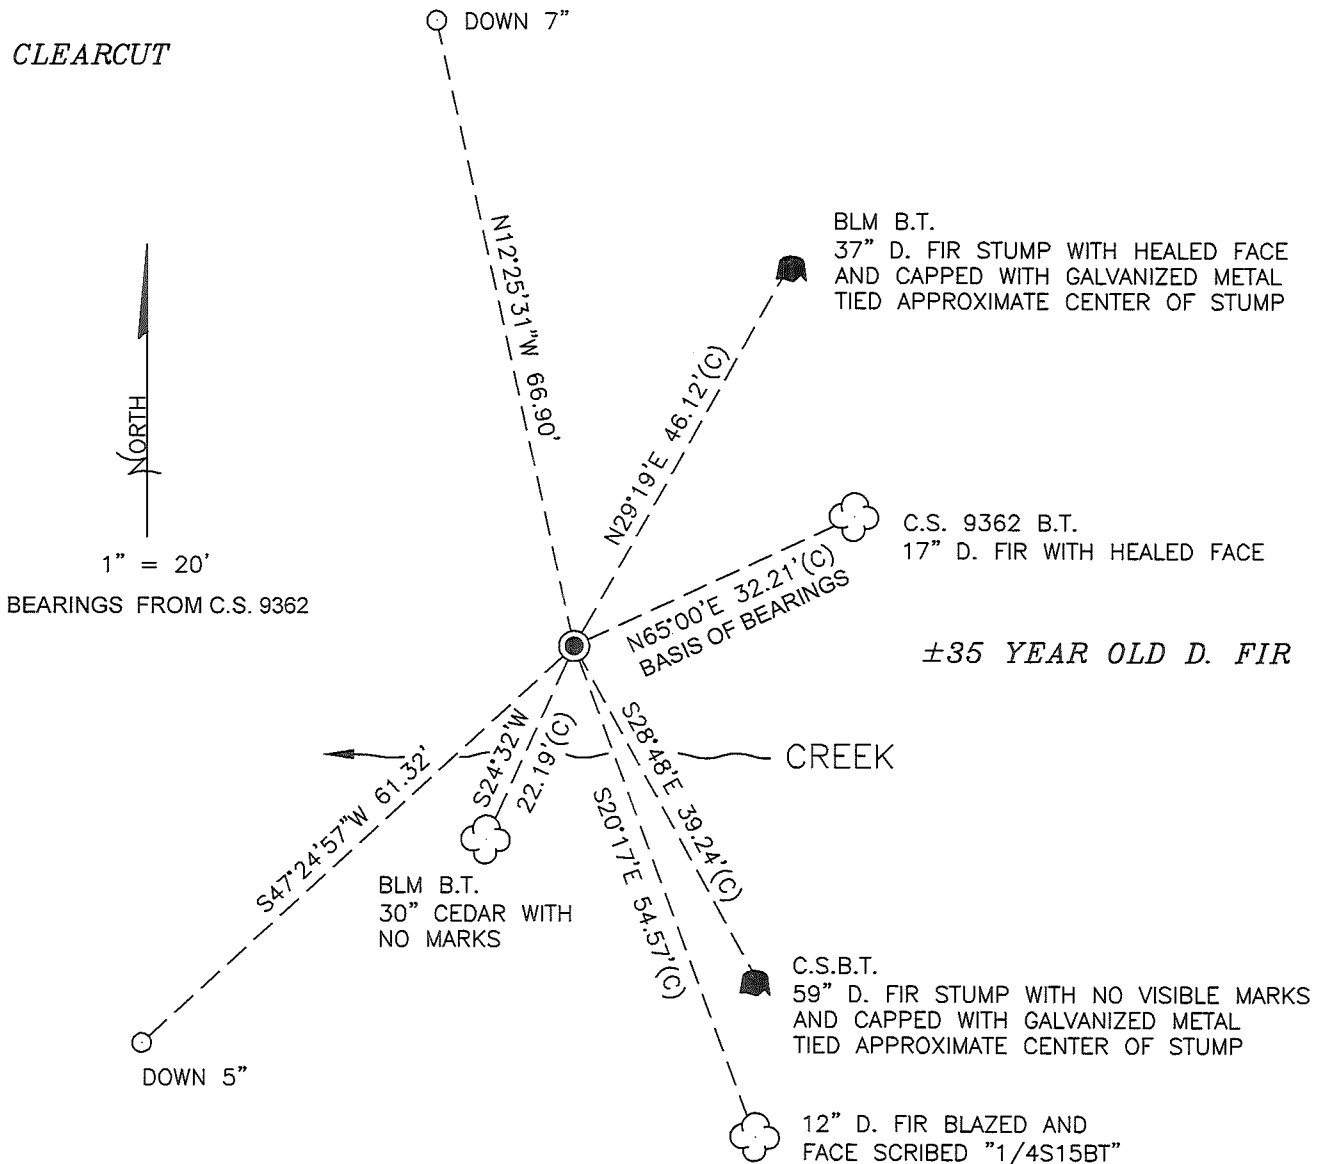 DOWN 7"
CLEARCUT
BLM B.T.
37" D. FIR STUMP WITH HEALED FACE
AND CAPPED WITH GALVANIZED METAL
TIED APPROXIMATE CENTER OF STUMP
N12°25'31"W 66.90'
N29°19'E 46.12'(C)
NORTH
1" = 20'
BEARINGS FROM C.S. 9362
C.S. 9362 B.T.
17" D. FIR WITH HEALED FACE
N65°00'E 32.21'(C)
BASIS OF BEARINGS
±35 YEAR OLD D. FIR
S47°24'57"W 61.32'
S24°32'W
22.19'(C)
S28°48'E 39.24'(C)
S20°17'E 54.57'(C)
CREEK
BLM B.T.
30" CEDAR WITH
NO MARKS
C.S.B.T.
59" D. FIR STUMP WITH NO VISIBLE MARKS
AND CAPPED WITH GALVANIZED METAL
TIED APPROXIMATE CENTER OF STUMP
DOWN 5"
12" D. FIR BLAZED AND
FACE SCRIBED "1/4S15BT"